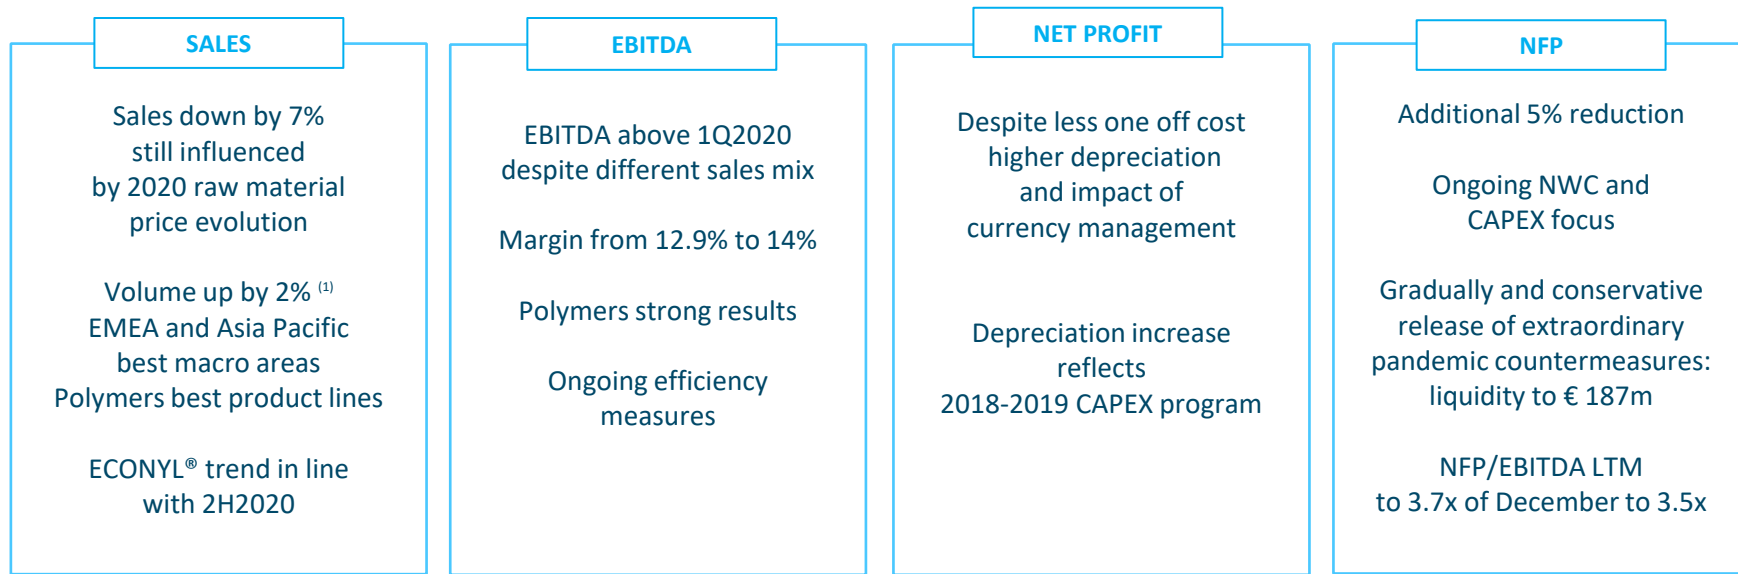 SALES
Sales down by 7%
still influenced
by 2020 raw material
price evolution
Volume up by 2% (1)
EMEA and Asia Pacific
best macro areas
Polymers best product lines
ECONYL® trend in line
with 2H2020
EBITDA
EBITDA above 1Q2020
despite different sales mix
Margin from 12.9% to 14%
Polymers strong results
Ongoing efficiency
measures
NET PROFIT
Despite less one off cost
higher depreciation
and impact of
currency management
Depreciation increase
reflects
2018-2019 CAPEX program
NFP
Additional 5% reduction
Ongoing NWC and
CAPEX focus
Gradually and conservative
release of extraordinary
pandemic countermeasures:
liquidity to € 187m
NFP/EBITDA LTM
to 3.7x of December to 3.5x